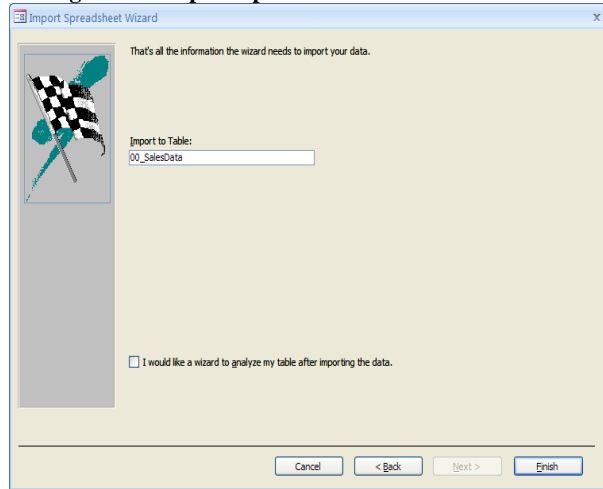 Import Spreadsheet Wizard
x
That's all the information the wizard needs to import your data.
Import to Table:
00_SalesData
I would like a wizard to analyze my table after importing the data.
Cancel
< Back
Next >
Finish